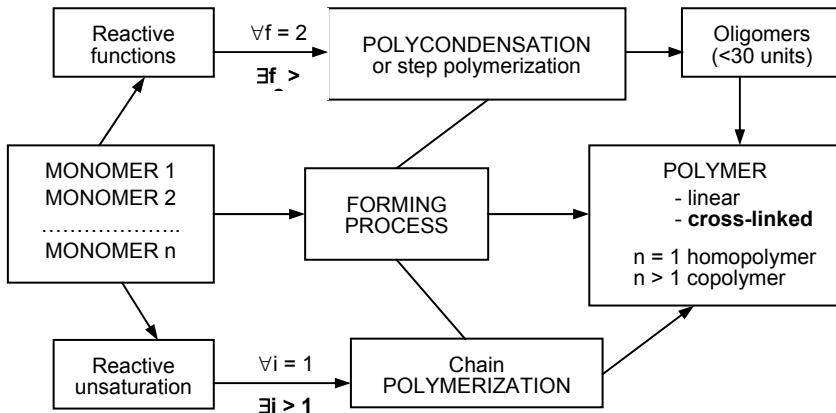 Reactive
functions
∀f = 2
∃f >
POLYCONDENSATION
or step polymerization
Oligomers
(<30 units)
MONOMER 1
MONOMER 2
………………….
MONOMER n
FORMING
PROCESS
POLYMER
- linear
- cross-linked
n = 1 homopolymer
n > 1 copolymer
Reactive
unsaturation
∀i = 1
∃i > 1
Chain
POLYMERIZATION